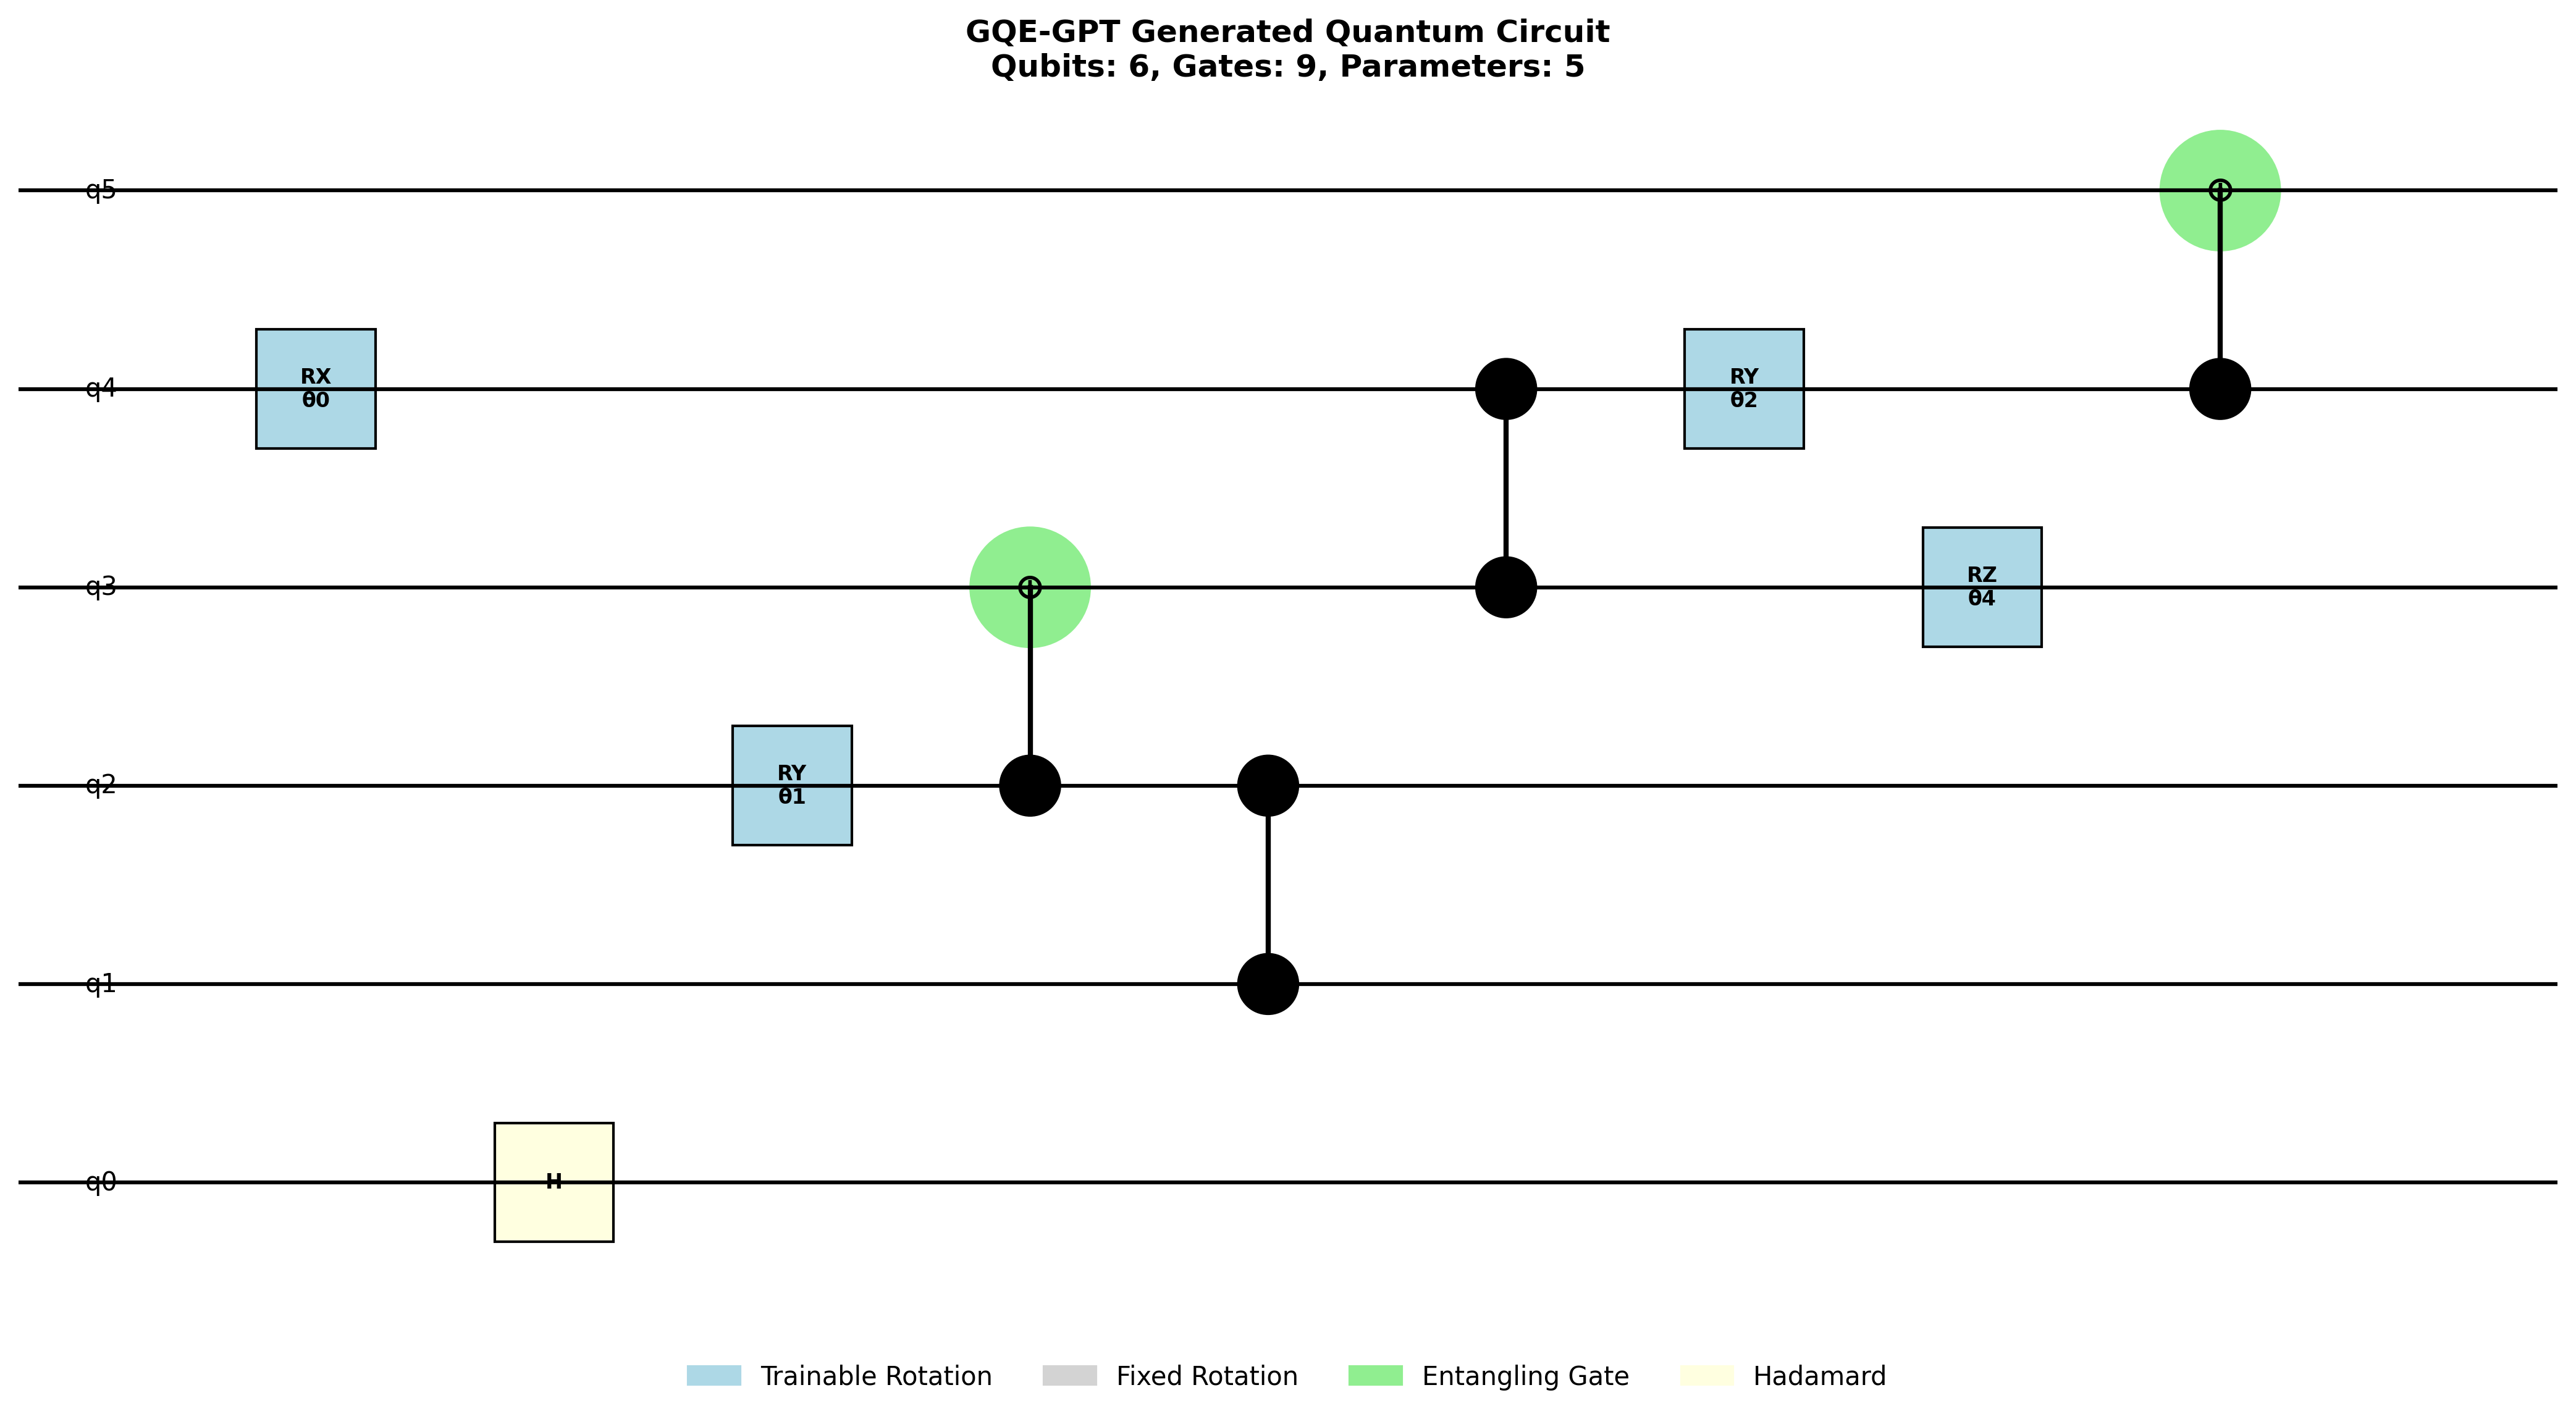 GQE-GPT Generated Quantum Circuit
Qubits: 6, Gates: 9, Parameters: 5
q5
q4
RX
θ0
RY
θ2
q3
RZ
θ4
q2
RY
θ1
q1
q0
H
Trainable Rotation
Fixed Rotation
Entangling Gate
Hadamard